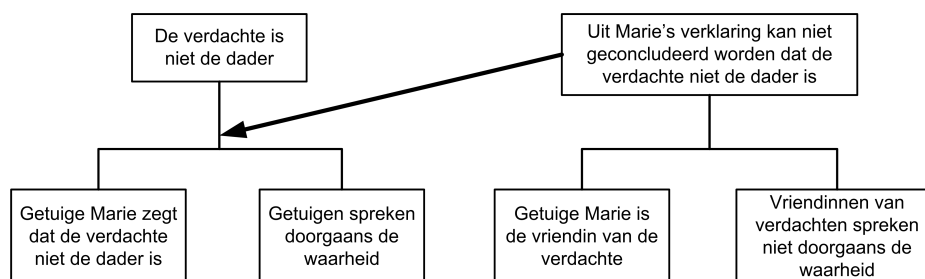 De verdachte is
niet de dader
Uit Marie's verklaring kan niet
geconcludeerd worden dat de
verdachte niet de dader is
Getuige Marie zegt
dat de verdachte
niet de dader is
Getuigen spreken
doorgaans de
waarheid
Getuige Marie is
de vriendin van de
verdachte
Vriendinnen van
verdachten spreken
niet doorgaans de
waarheid